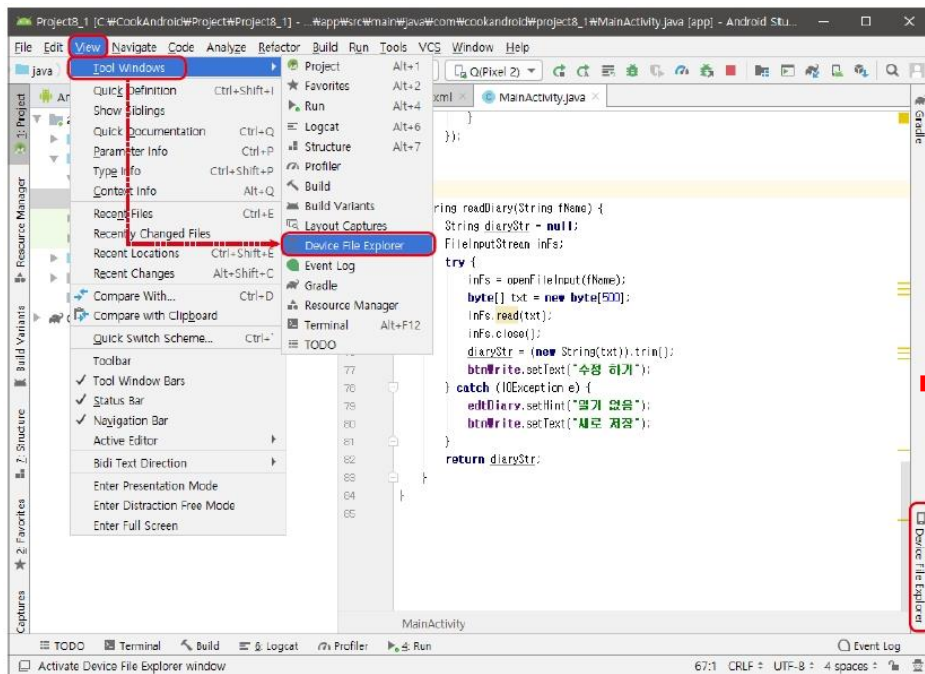 Project8_1 [C:₩CookAndroid₩Project₩Project8_1] - ...₩app₩src₩main₩java₩com₩cookandroid₩project8_1₩MainActivity.java [app] - Android Stu...
File Edit View Navigate Code Analyze Refactor Build Run Tools VCS Window Help
java
Q(Pixel 2)
Tool Windows
Quick Definition Ctrl+Shift+I
Show Siblings
Quick Documentation Ctrl+Q
Parameter Info Ctrl+P
Type Info Ctrl+Shift+P
Context Info Alt+Q
Recent Files Ctrl+E
Recently Changed Files
Recent Locations Ctrl+Shift+E
Recent Changes Alt+Shift+C
Compare With... Ctrl+D
Compare with Clipboard
Quick Switch Scheme... Ctrl+`
Toolbar
Tool Window Bars
Status Bar
Navigation Bar
Active Editor
Bidi Text Direction
Enter Presentation Mode
Enter Distraction Free Mode
Enter Full Screen
Project Alt+1
Favorites Alt+2
Run Alt+4
Logcat Alt+6
Structure Alt+7
Profiler
Build
Build Variants
Layout Captures
Device File Explorer
Event Log
Gradle
Resource Manager
Terminal Alt+F12
TODO
xml
MainActivity.java
}
});
ring readDiary(String fName) {
String diaryStr = null;
FileInputStream inFs;
try {
inFs = openFileInput(fName);
byte[] txt = new byte[500];
inFs.read(txt);
inFs.close();
diaryStr = (new String(txt)).trim();
77 btnWrite.setText("수정 하기");
78 } catch (IOException e) {
79 edtDiary.setHint("일기 없음");
80 btnWrite.setText("새로 저장");
81 }
82 return diaryStr;
83 }
84 }
85
MainActivity
1: Project
Resource Manager
Build Variants
7: Structure
2: Favorites
Captures
Gradle
Device File Explorer
TODO Terminal Build 6: Logcat Profiler 4: Run Event Log
Activate Device File Explorer window 67:1 CRLF UTF-8 4 spaces